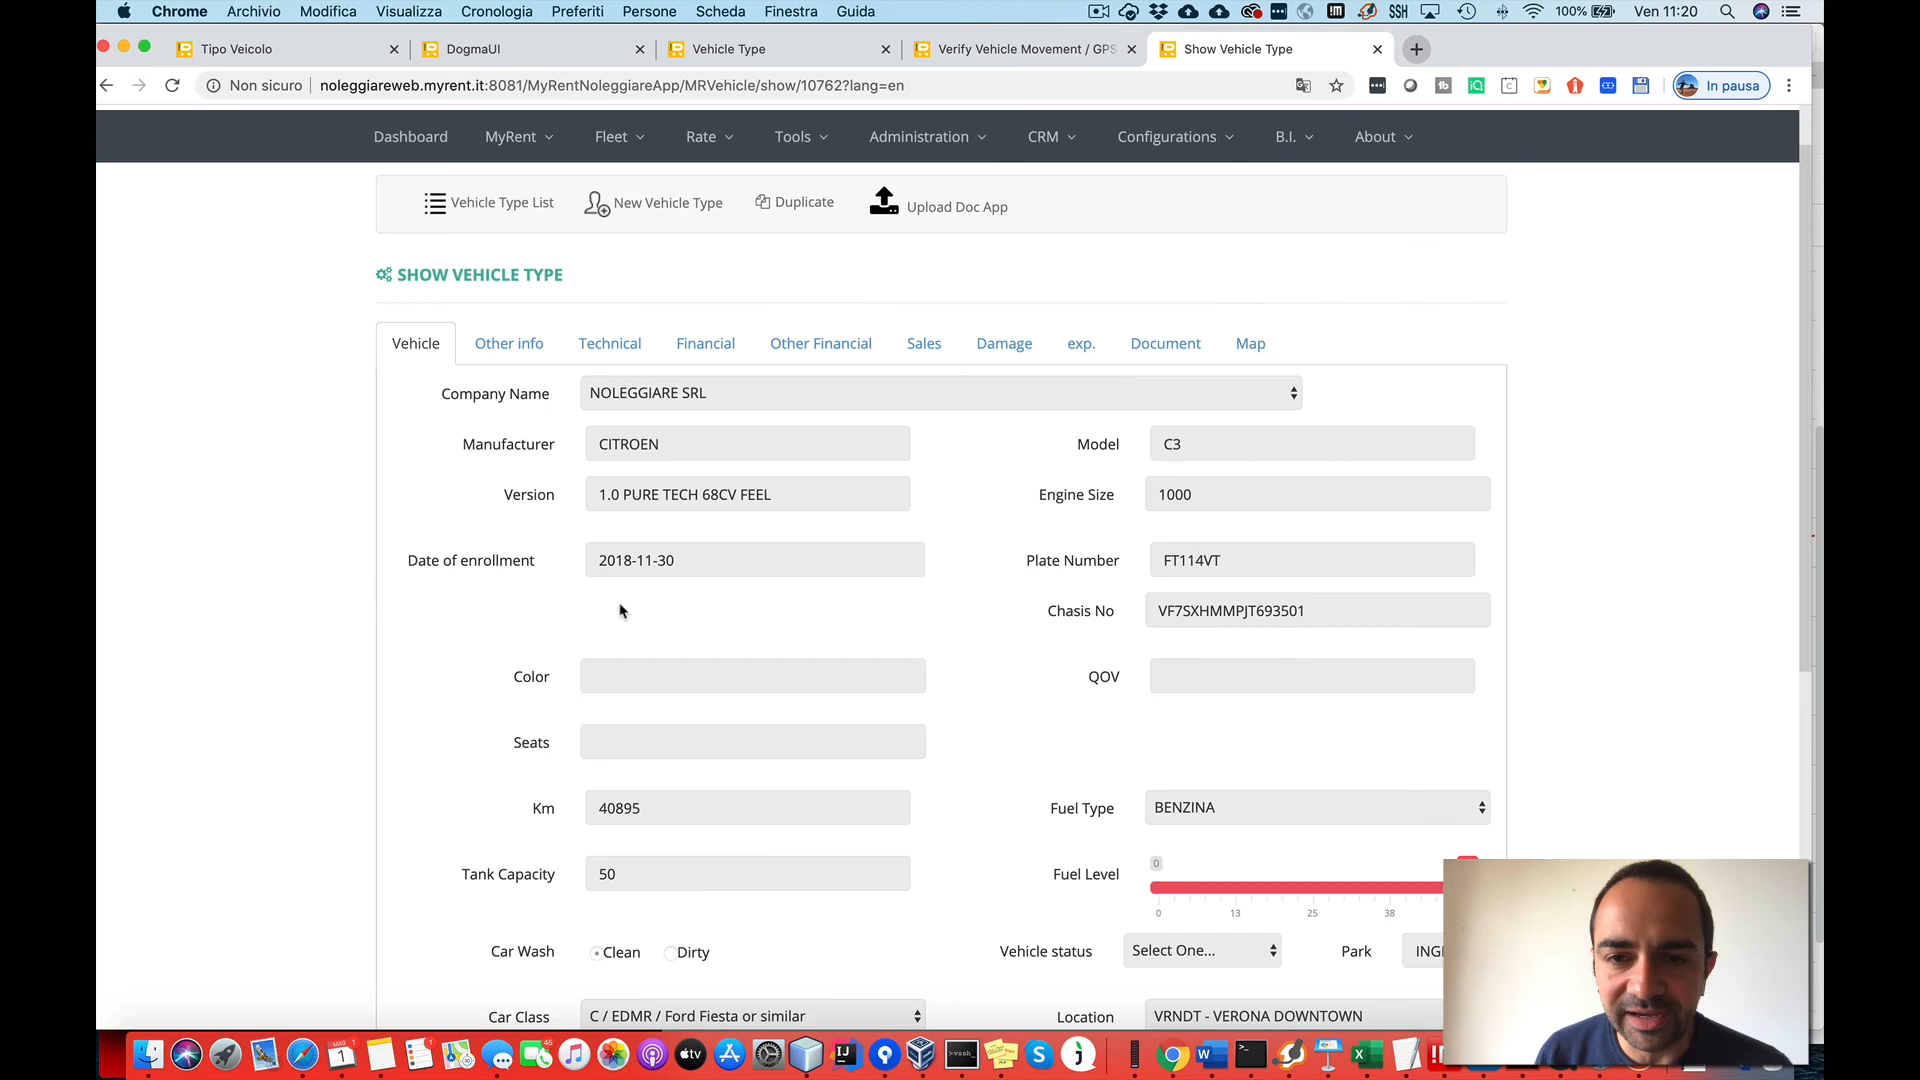 Chrome Archivio Modifica Visualizza Cronologia Preferiti Persone Scheda Finestra Guida SSH 100% Ven 11:20
Tipo Veicolo DogmaUI Vehicle Type Verify Vehicle Movement / GPS Show Vehicle Type
Non sicuro noleggiareweb.myrent.it:8081/MyRentNoleggiareApp/MRVehicle/show/10762?lang=en In pausa
Dashboard MyRent Fleet Rate Tools Administration CRM Configurations B.I. About
Vehicle Type List New Vehicle Type Duplicate Upload Doc App
SHOW VEHICLE TYPE
Vehicle Other info Technical Financial Other Financial Sales Damage exp. Document Map
Company Name NOLEGGIARE SRL
Manufacturer CITROEN Model C3
Version 1.0 PURE TECH 68CV FEEL Engine Size 1000
Date of enrollment 2018-11-30 Plate Number FT114VT
Chasis No VF7SXHMMPJT693501
Color QOV
Seats
Km 40895 Fuel Type BENZINA
0
Tank Capacity 50 Fuel Level
0 13 25 38
Car Wash Clean Dirty Vehicle status Select One... Park
Car Class C / EDMR / Ford Fiesta or similar Location VRNDT - VERONA DOWNTOWN